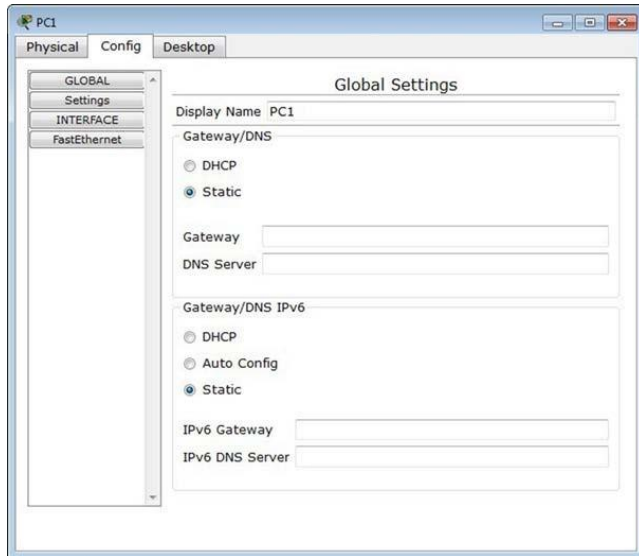 PC1
Physical Config Desktop
GLOBAL
Settings
INTERFACE
FastEthernet
Global Settings
Display Name PC1
Gateway/DNS
DHCP
Static
Gateway
DNS Server
Gateway/DNS IPv6
DHCP
Auto Config
Static
IPv6 Gateway
IPv6 DNS Server